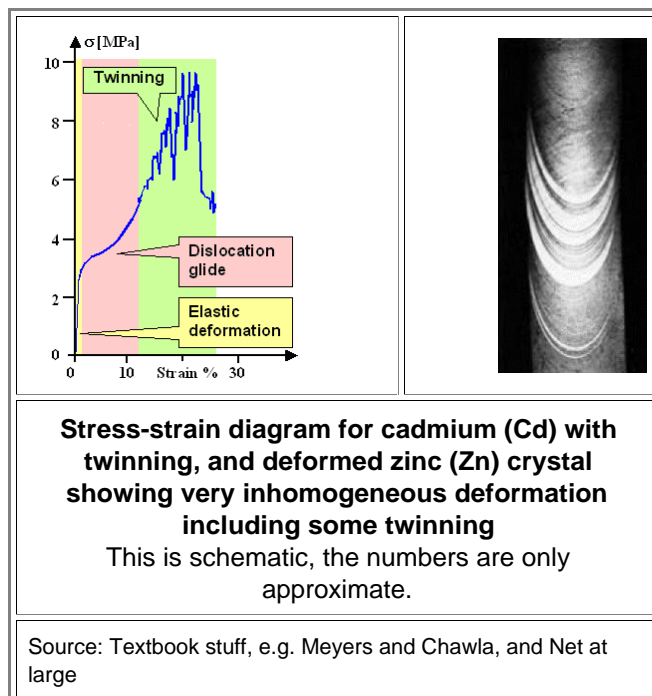 σ [MPa]
10
Twinning
8
6
4
Dislocation
glide
2
Elastic
deformation
0
0 10 Strain % 30
Stress-strain diagram for cadmium (Cd) with
twinning, and deformed zinc (Zn) crystal
showing very inhomogeneous deformation
including some twinning
This is schematic, the numbers are only
approximate.
Source: Textbook stuff, e.g. Meyers and Chawla, and Net at
large